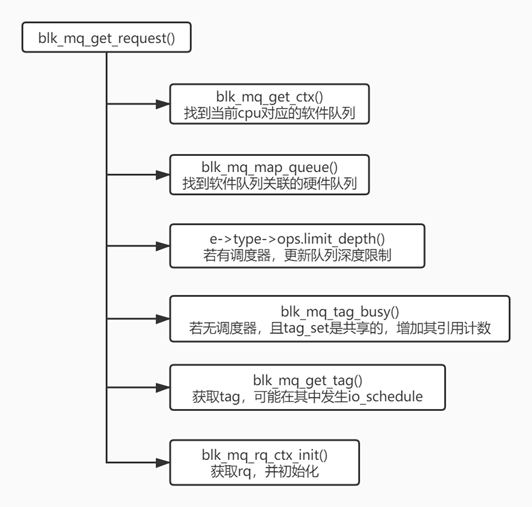 blk_mq_get_request()
blk_mq_get_ctx()
找到当前cpu对应的软件队列
blk_mq_map_queue()
找到软件队列关联的硬件队列
e->type->ops.limit_depth()
若有调度器，更新队列深度限制
blk_mq_tag_busy()
若无调度器，且tag_set是共享的，增加其引用计数
blk_mq_get_tag()
获取tag，可能在其中发生io_schedule
blk_mq_rq_ctx_init()
获取rq，并初始化